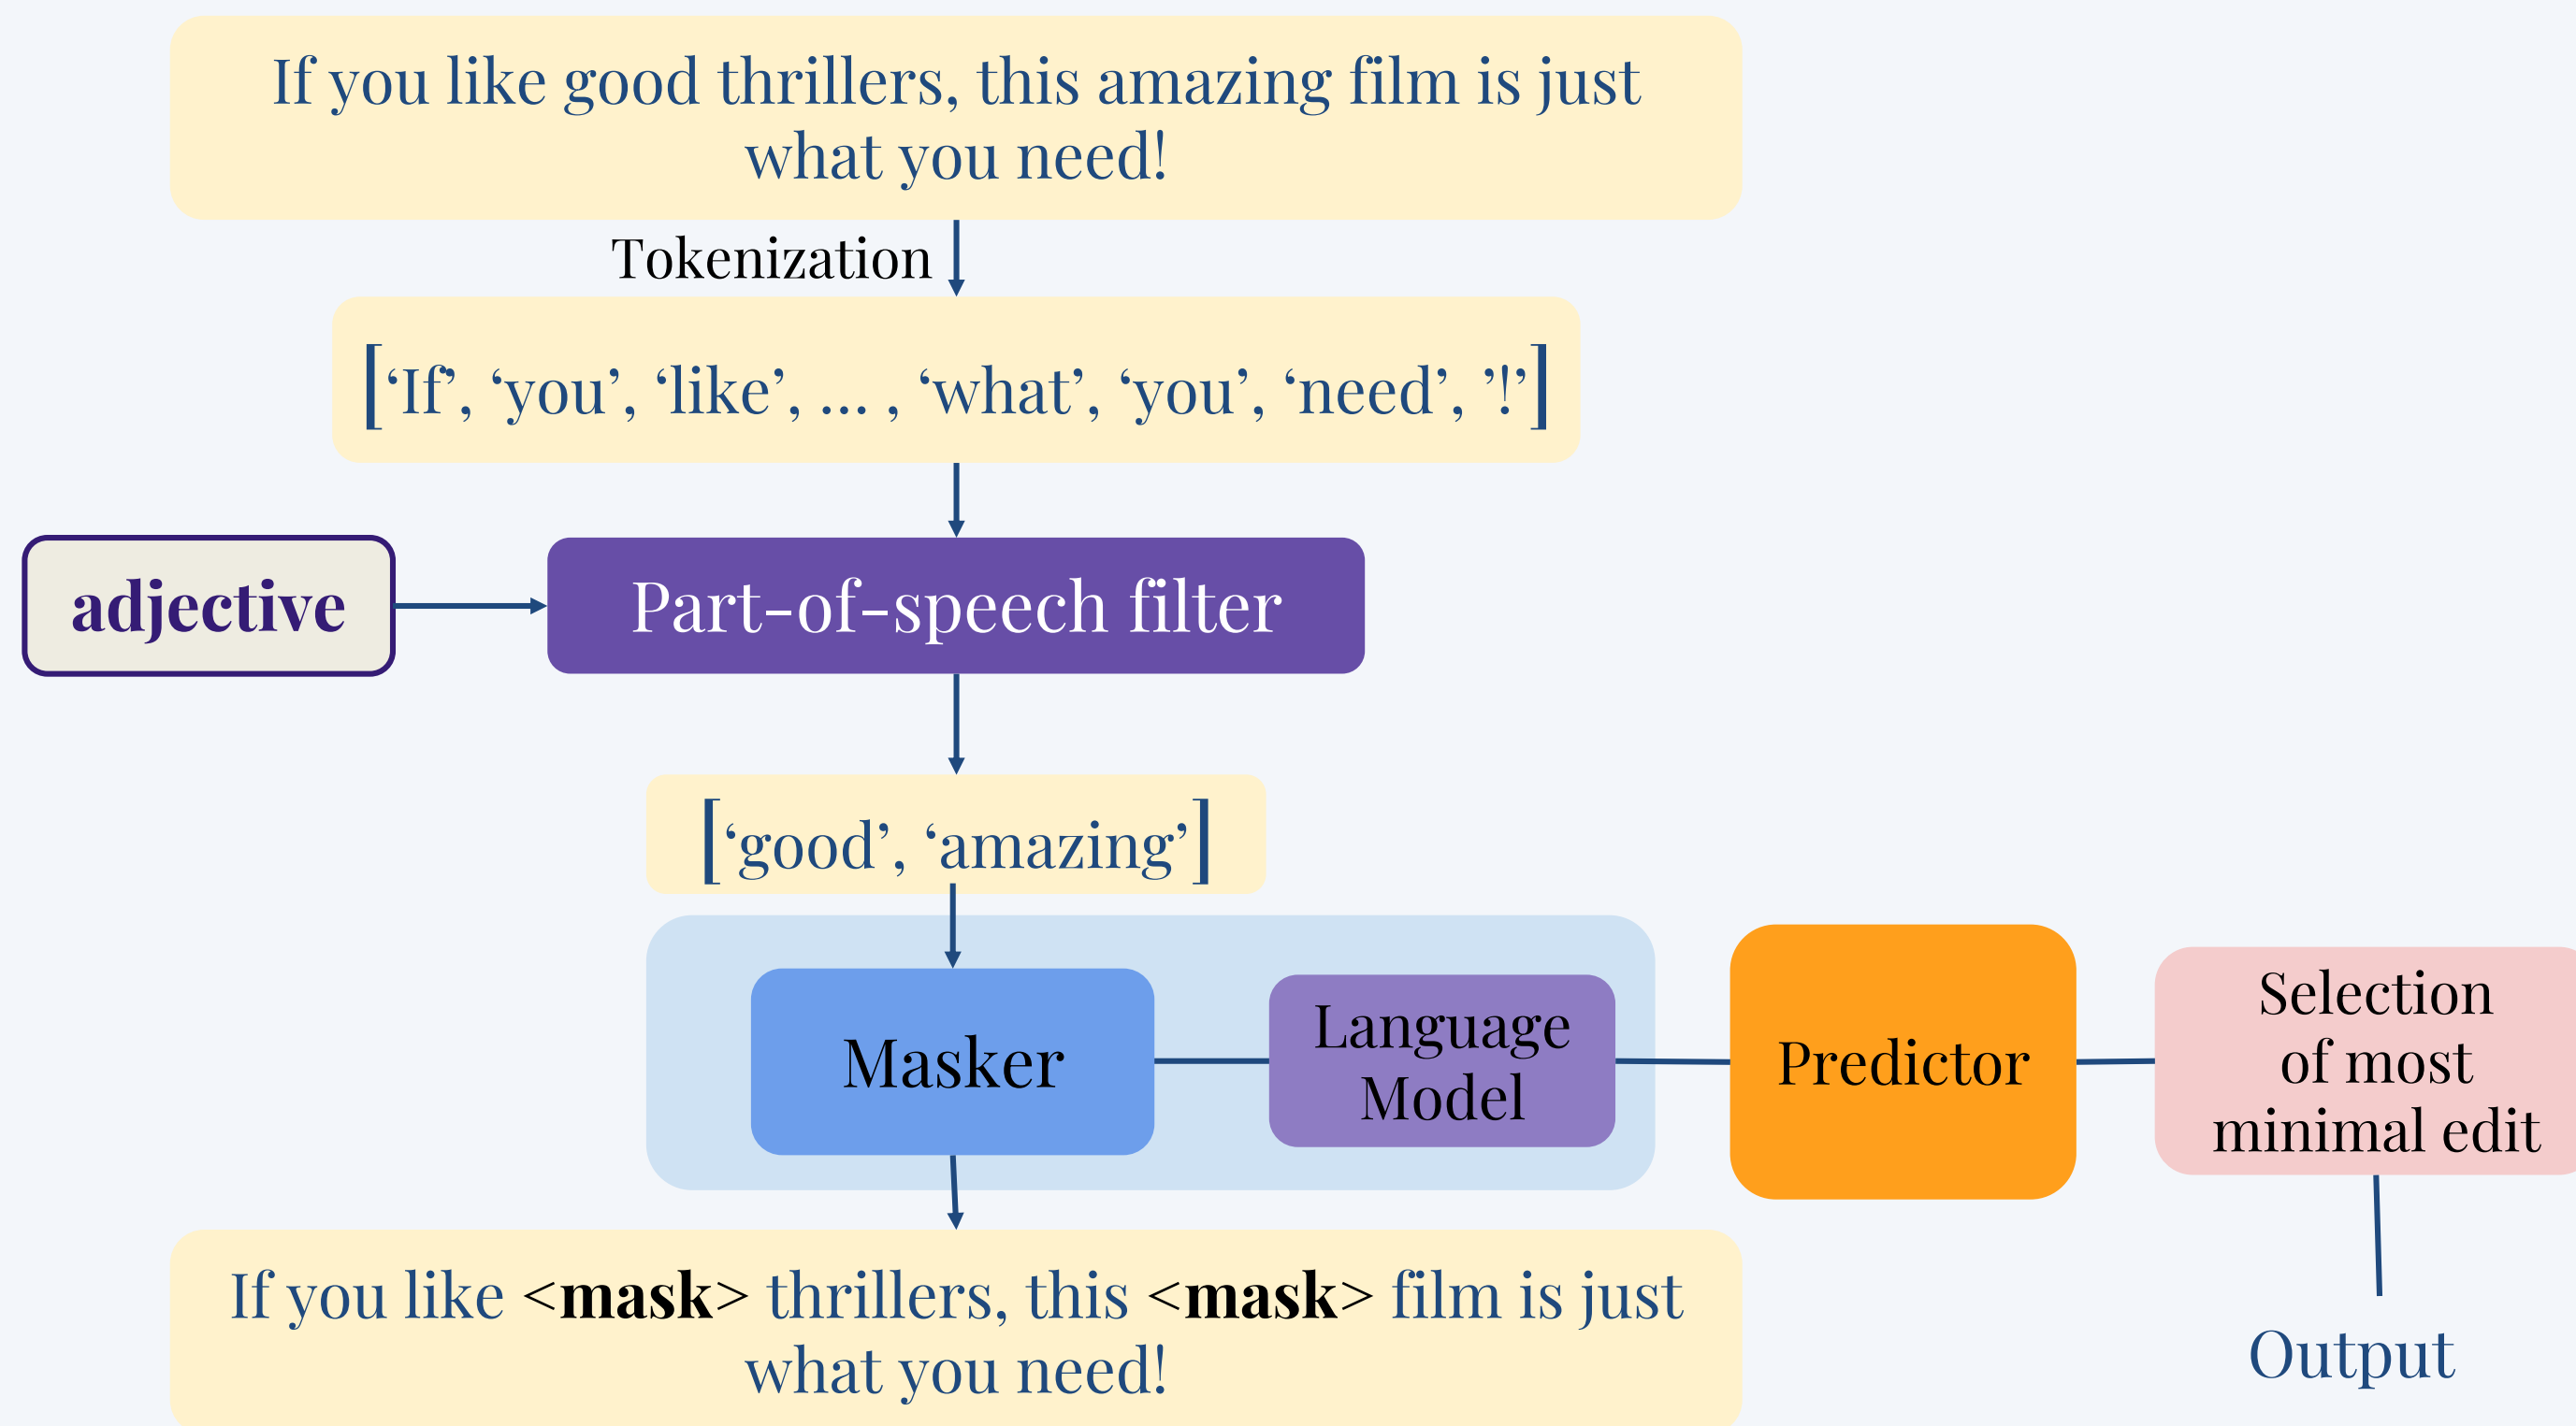 If you like good thrillers, this amazing film is just
what you need!
Tokenization
[‘If’, ‘you’, ‘like’, ... , ‘what’, ‘you’, ‘need’, ’!’]
adjective
Part-of-speech filter
[‘good’, ‘amazing’]
Masker
Language
Model
Predictor
Selection
of most
minimal edit
If you like <mask> thrillers, this <mask> film is just
what you need!
Output